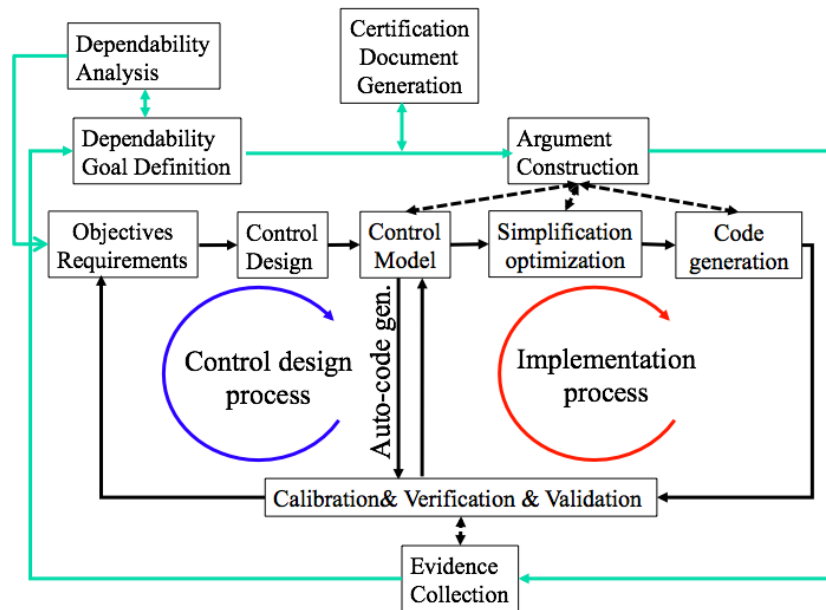 Dependability
Analysis
Certification
Document
Generation
Dependability
Goal Definition
Argument
Construction
Objectives
Requirements
Control
Design
Control
Model
Simplification
optimization
Code
generation
Auto-code gen.
Control design
process
Implementation
process
Calibration& Verification & Validation
Evidence
Collection